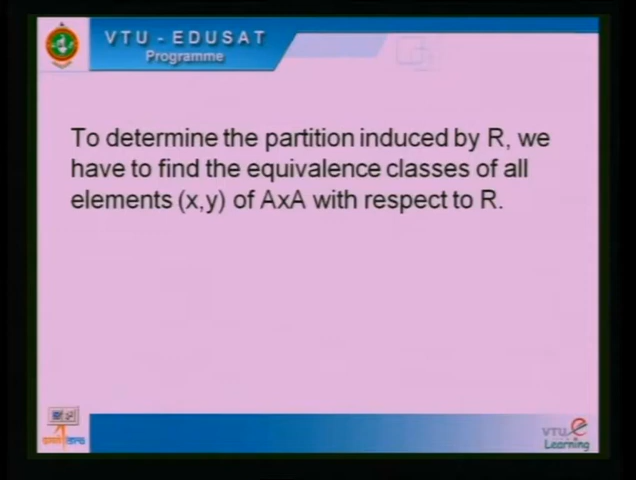 VTU - EDUSAT
Programme
To determine the partition induced by R, we
have to find the equivalence classes of all
elements (x,y) of AxA with respect to R.
VTU e
Learning